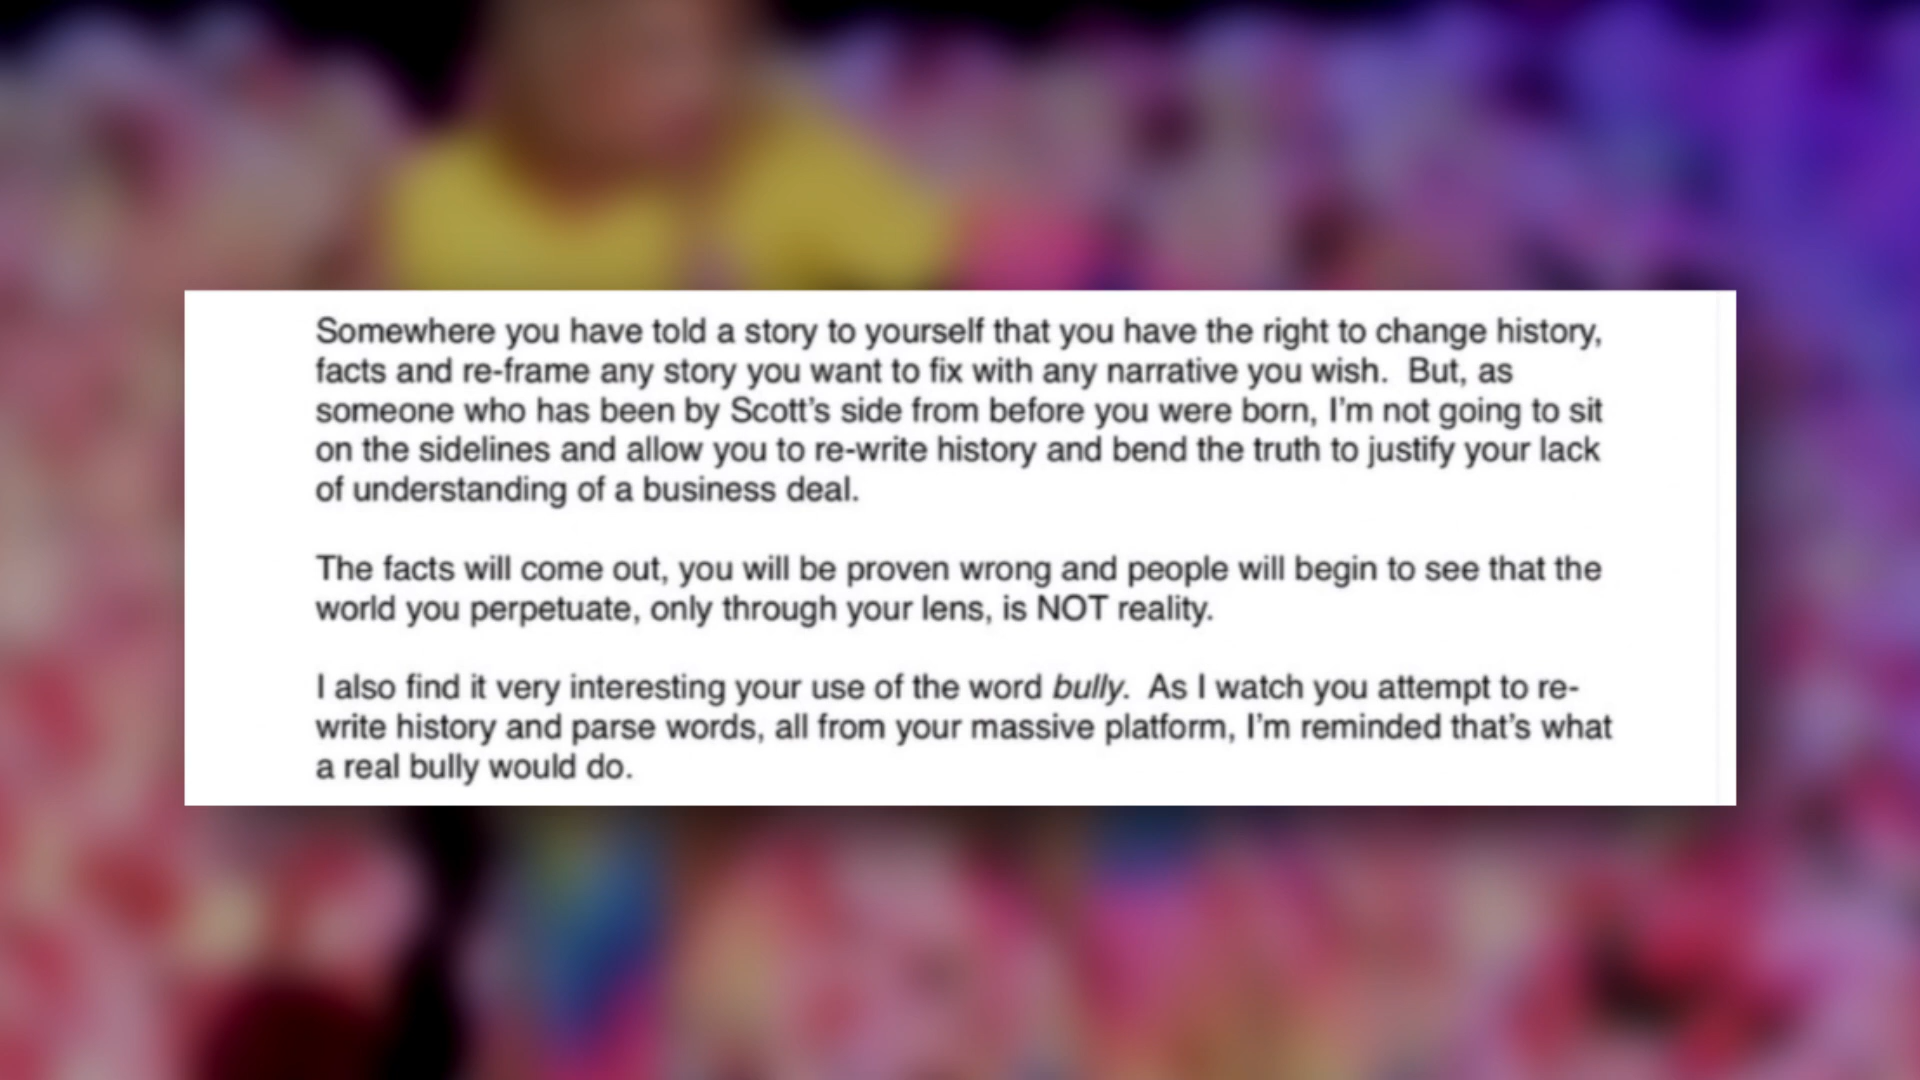 Somewhere you have told a story to yourself that you have the right to change history,
facts and re-frame any story you want to fix with any narrative you wish.  But, as
someone who has been by Scott's side from before you were born, I'm not going to sit
on the sidelines and allow you to re-write history and bend the truth to justify your lack
of understanding of a business deal.
The facts will come out, you will be proven wrong and people will begin to see that the
world you perpetuate, only through your lens, is NOT reality.
I also find it very interesting your use of the word bully.  As I watch you attempt to re-
write history and parse words, all from your massive platform, I'm reminded that's what
a real bully would do.